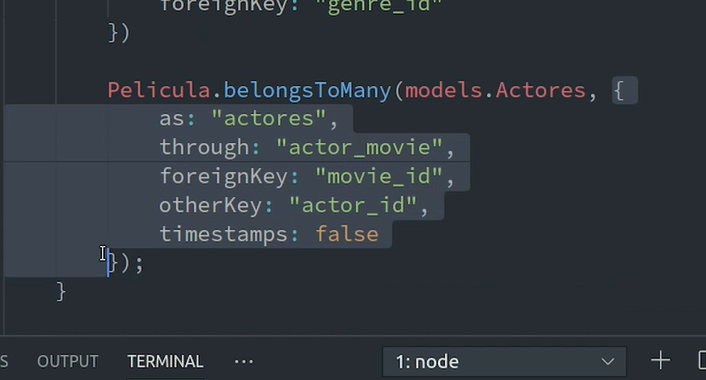 foreignKey: "genre_id"
})
Pelicula.belongsToMany(models.Actores, {
as: "actores",
through: "actor_movie",
foreignKey: "movie_id",
otherKey: "actor_id",
timestamps: false
});
}
S OUTPUT TERMINAL ··· 1: node